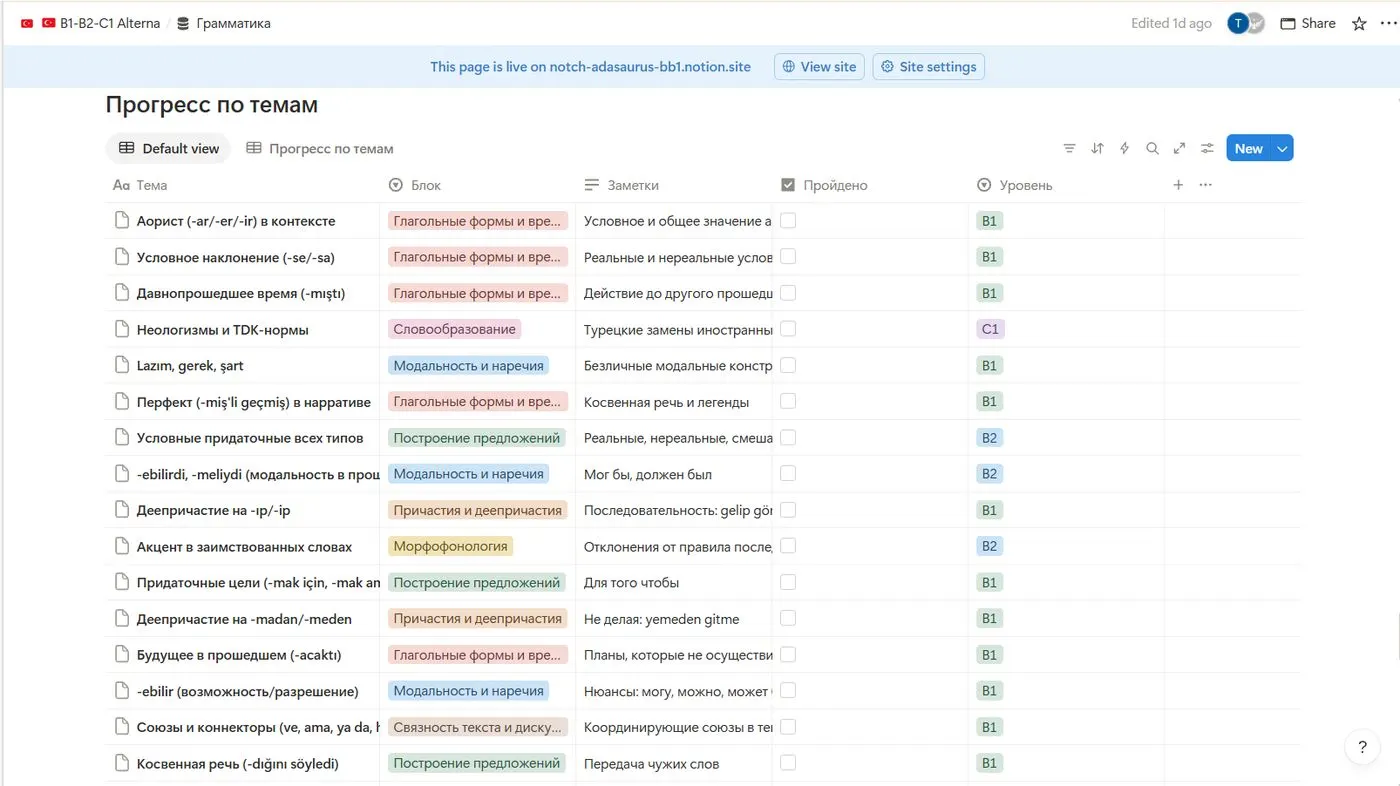 B1-B2-C1 Alterna / Грамматика
Edited 1d ago T Share
This page is live on notch-adasaurus-bb1.notion.site View site Site settings
Прогресс по темам
Default view Прогресс по темам New
Aa Тема Блок Заметки Пройдено Уровень
Аорист (-ar/-er/-ir) в контексте Глагольные формы и вре... Условное и общее значение а B1
Условное наклонение (-se/-sa) Глагольные формы и вре... Реальные и нереальные услов B1
Давнопрошедшее время (-mıştı) Глагольные формы и вре... Действие до другого прошедш B1
Неологизмы и TDK-нормы Словообразование Турецкие замены иностранны C1
Lazım, gerek, şart Модальность и наречия Безличные модальные констр B1
Перфект (-miş'li geçmiş) в нарративе Глагольные формы и вре... Косвенная речь и легенды B1
Условные придаточные всех типов Построение предложений Реальные, нереальные, смеша B2
-ebilirdi, -meliydi (модальность в прош Модальность и наречия Мог бы, должен был B2
Деепричастие на -ıp/-ip Причастия и деепричастия Последовательность: gelip gör B1
Акцент в заимствованных словах Морфофонология Отклонения от правила после, B2
Придаточные цели (-mak için, -mak am Построение предложений Для того чтобы B1
Деепричастие на -madan/-meden Причастия и деепричастия Не делая: yemeden gitme B1
Будущее в прошедшем (-acaktı) Глагольные формы и вре... Планы, которые не осуществи B1
-ebilir (возможность/разрешение) Модальность и наречия Нюансы: могу, можно, может B1
Союзы и коннекторы (ve, ama, ya da, h Связность текста и диску... Координирующие союзы в те B1
Косвенная речь (-dığını söyledi) Построение предложений Передача чужих слов B1
?